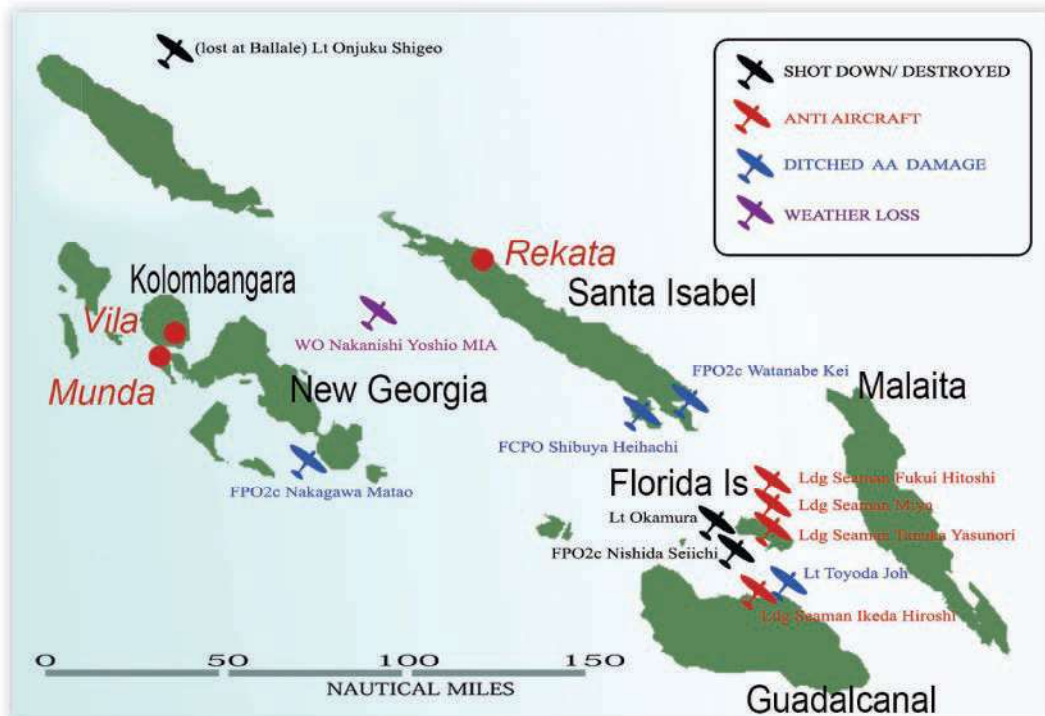 (lost at Ballale) Lt Onjuku Shigeo
SHOT DOWN/ DESTROYED
ANTI AIRCRAFT
DITCHED AA DAMAGE
WEATHER LOSS
Rekata
Kolombangara
Santa Isabel
Vila
WO Nakanishi Yoshio MIA
Munda
New Georgia
FPO2c Watanabe Kei
Malaita
FCPO Shibuya Heihachi
FPO2c Nakagawa Matao
Florida Is
Ldg Seaman Fukui Hitoshi
Ldg Seaman Miya
Lt Okamura
Ldg Seaman Tanuka Yasunori
FPO2c Nishida Seiichi
Lt Toyoda Joh
Ldg Seaman Ikeda Hiroshi
0 50 100 150
NAUTICAL MILES
Guadalcanal